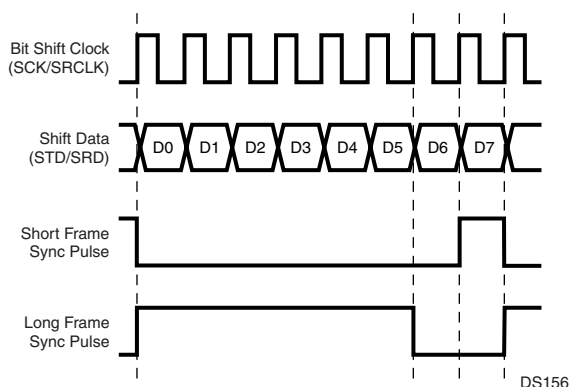 Bit Shift Clock
(SCK/SRCLK)
Shift Data
(STD/SRD)
D0 D1 D2 D3 D4 D5 D6 D7
Short Frame
Sync Pulse
Long Frame
Sync Pulse
DS156